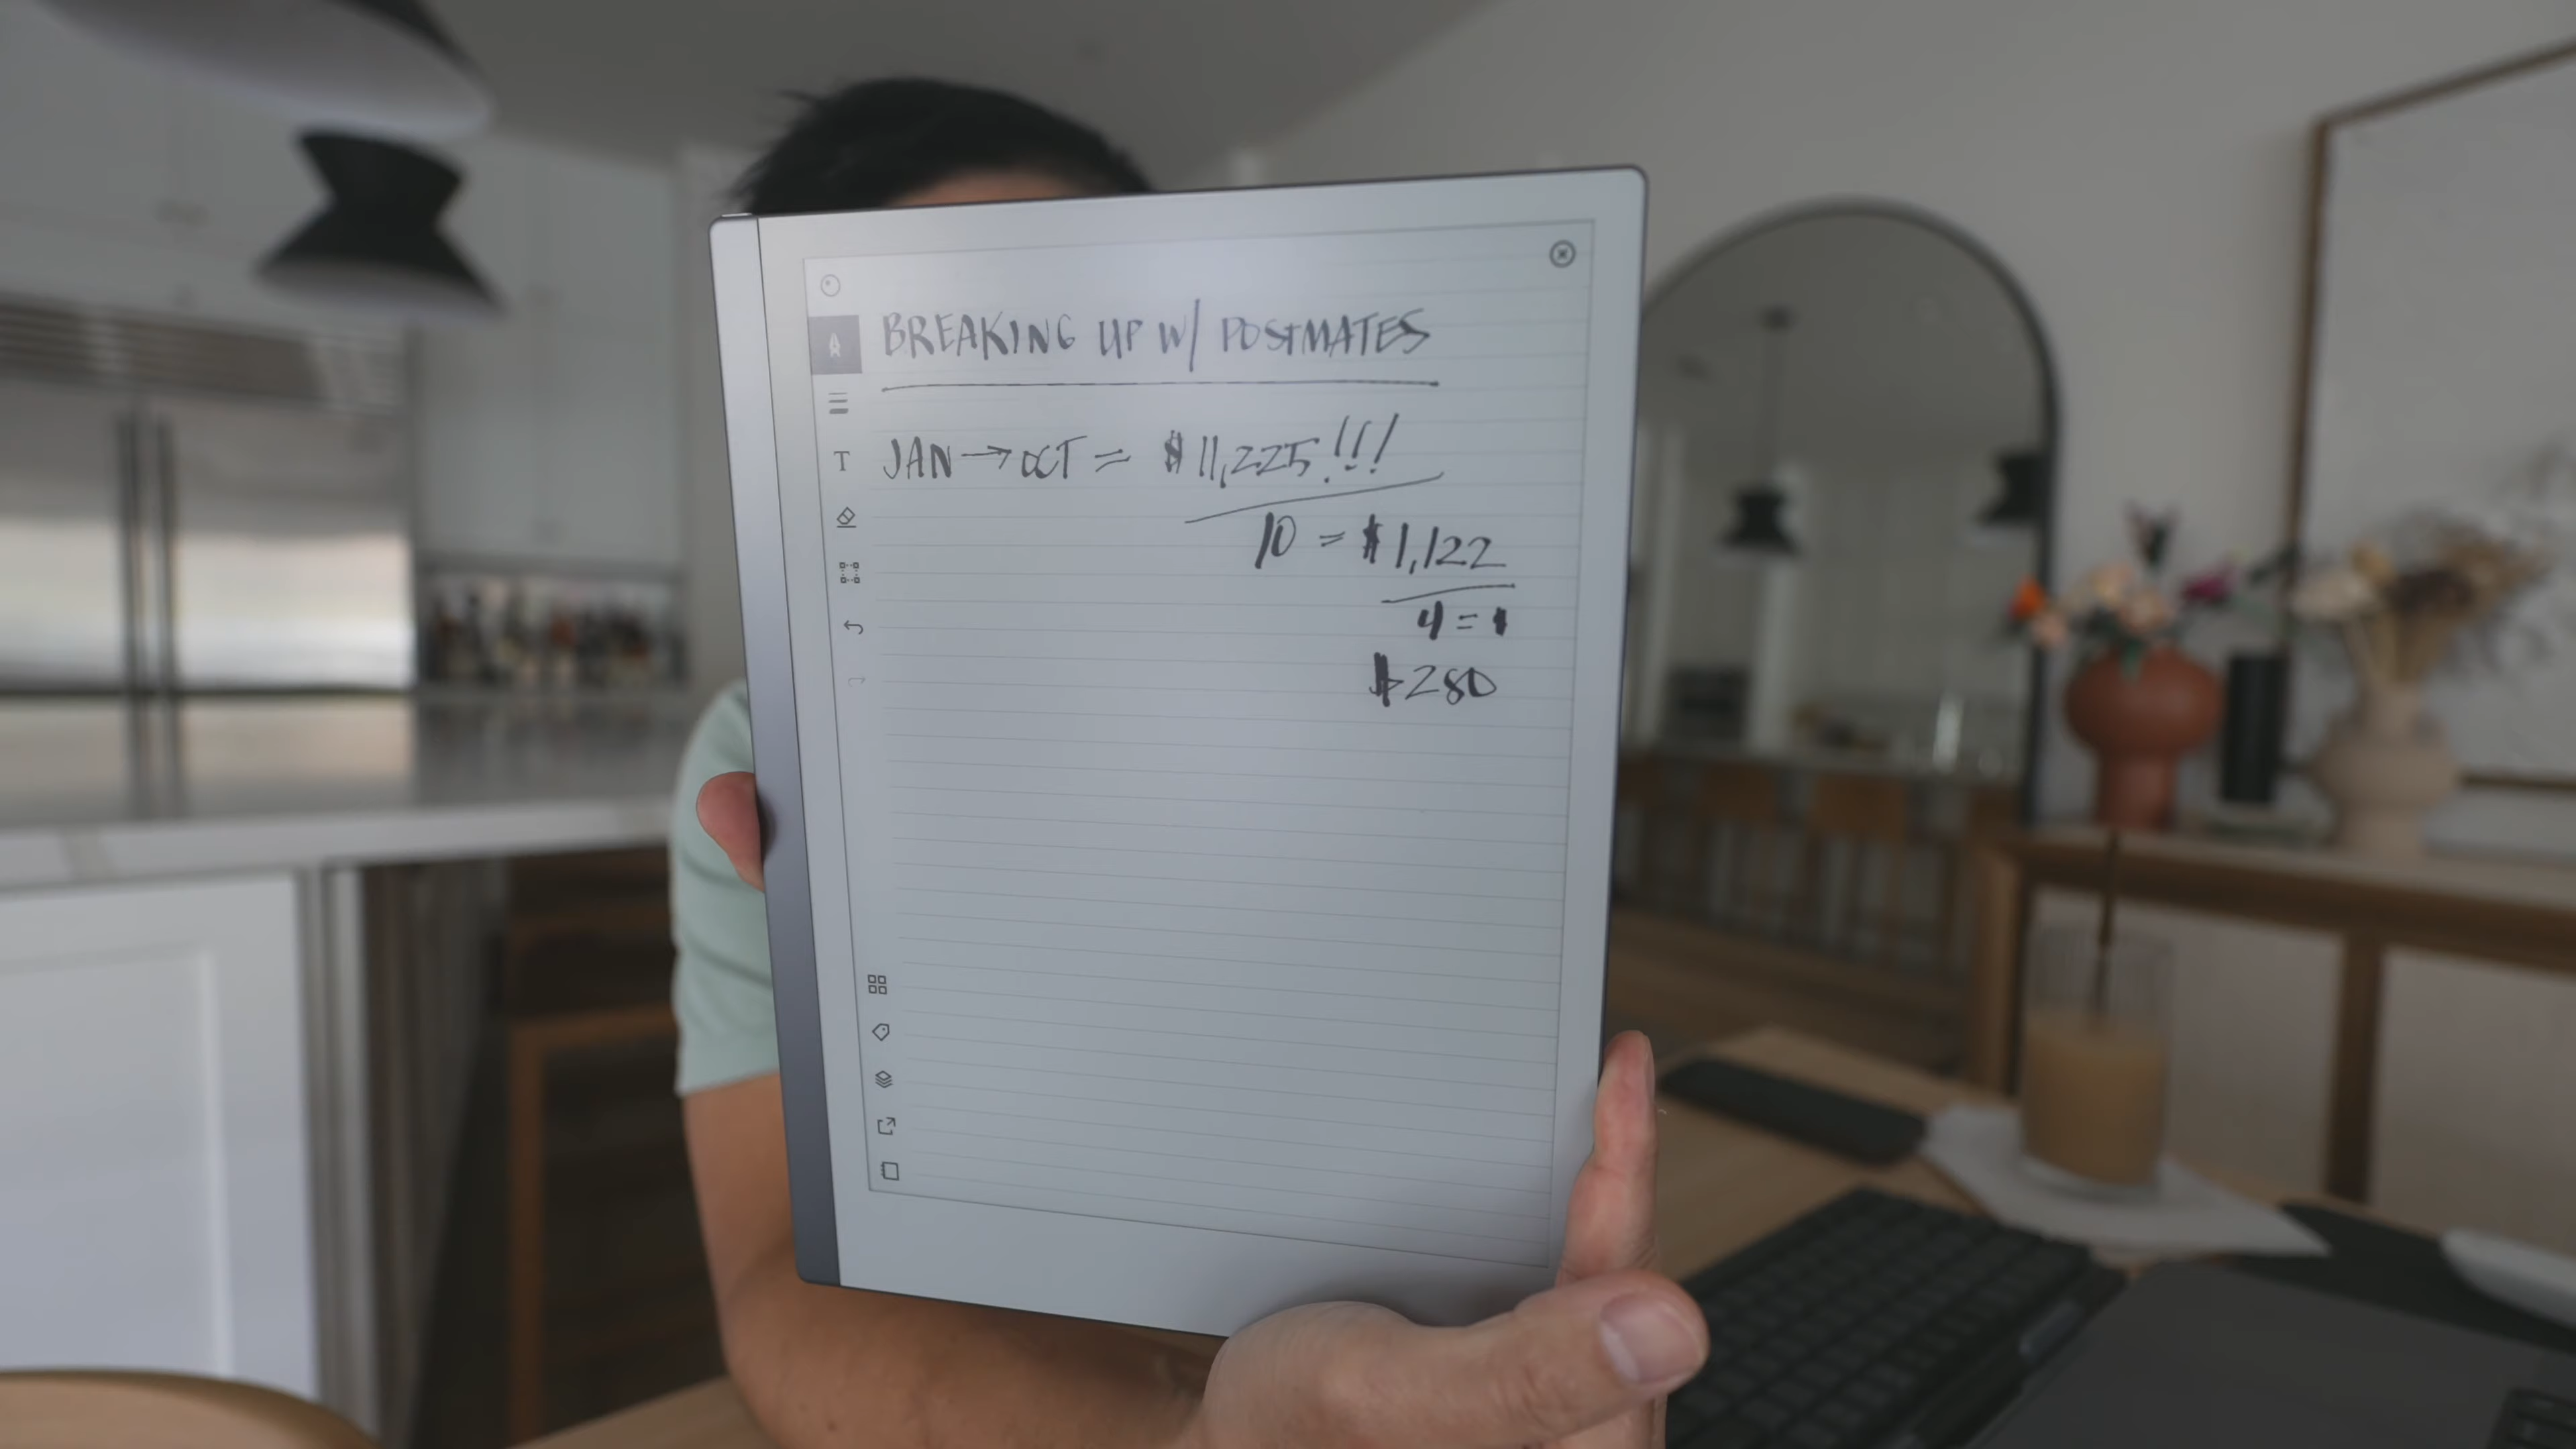 BREAKING UP W/ POSTMATES
JAN → OCT = $11,225!!!
10 = $1,122
4 =
$280
T